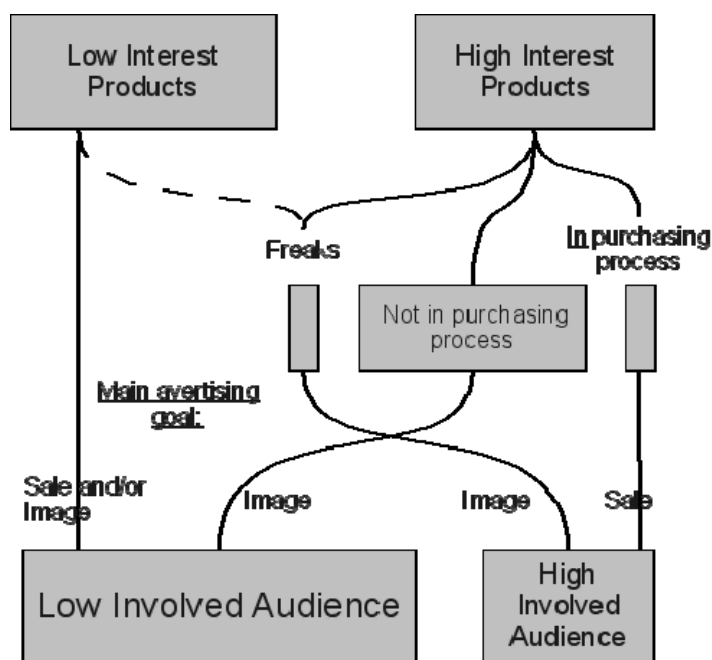 Low Interest
Products
High Interest
Products
Freaks
In purchasing
process
Not in purchasing
process
Main avertising
goal:
Sale and/or
Image
Image
Image
Sale
Low Involved Audience
High
Involved
Audience